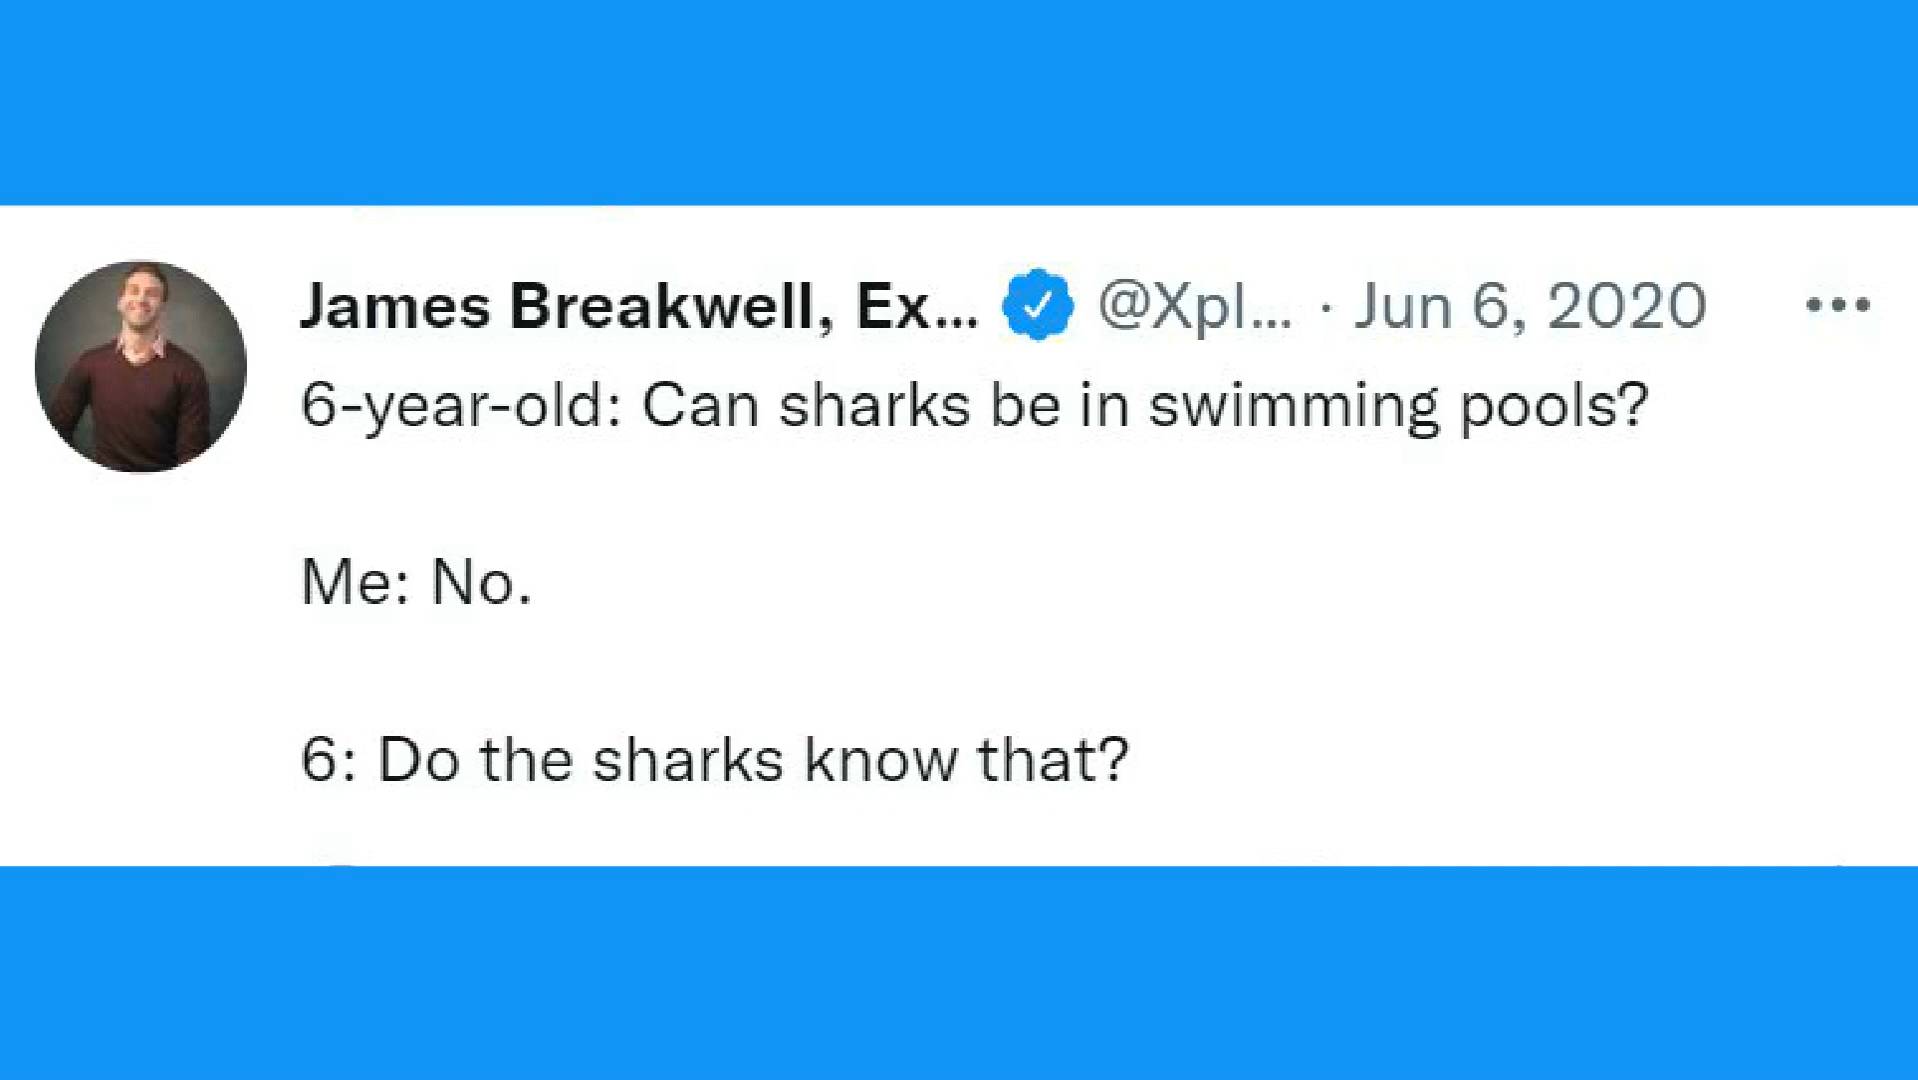 James Breakwell, Ex... @Xpl... · Jun 6, 2020
6-year-old: Can sharks be in swimming pools?
Me: No.
6: Do the sharks know that?